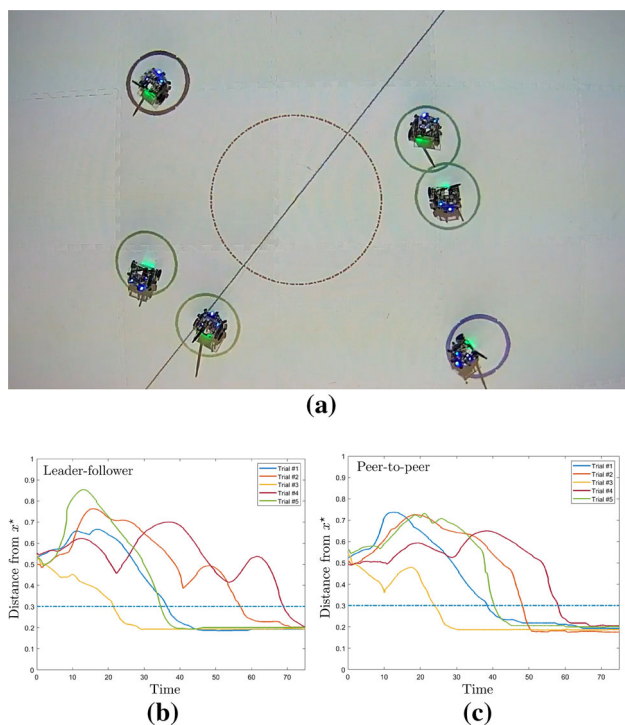 (a)
Leader-follower
Trial #1
Trial #2
Trial #3
Trial #4
Trial #5
Distance from x*
1
0.9
0.8
0.7
0.6
0.5
0.4
0.3
0.2
0.1
0
0 10 20 30 40 50 60 70
Time
(b)
Peer-to-peer
Trial #1
Trial #2
Trial #3
Trial #4
Trial #5
Distance from x*
1
0.9
0.8
0.7
0.6
0.5
0.4
0.3
0.2
0.1
0
0 10 20 30 40 50 60 70
Time
(c)